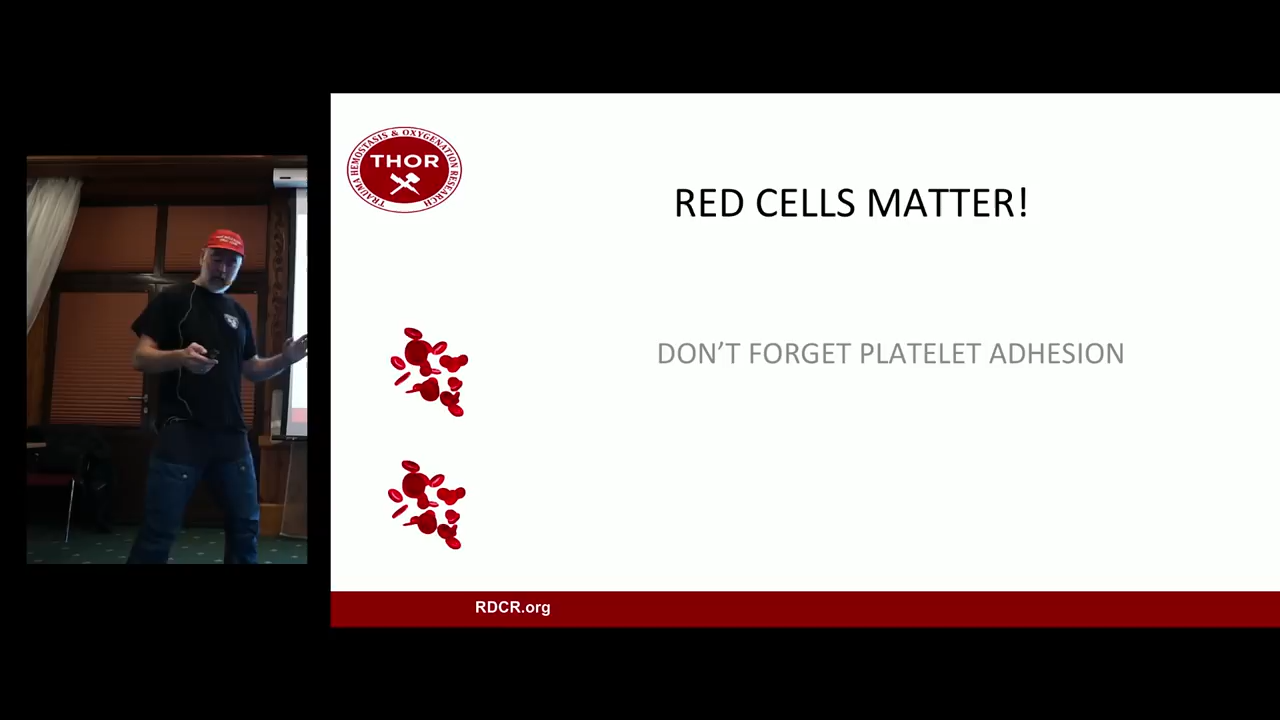 TRAUMA HEMOSTASIS & OXYGENATION RESEARCH
THOR
RED CELLS MATTER!
DON'T FORGET PLATELET ADHESION
RDCR.org